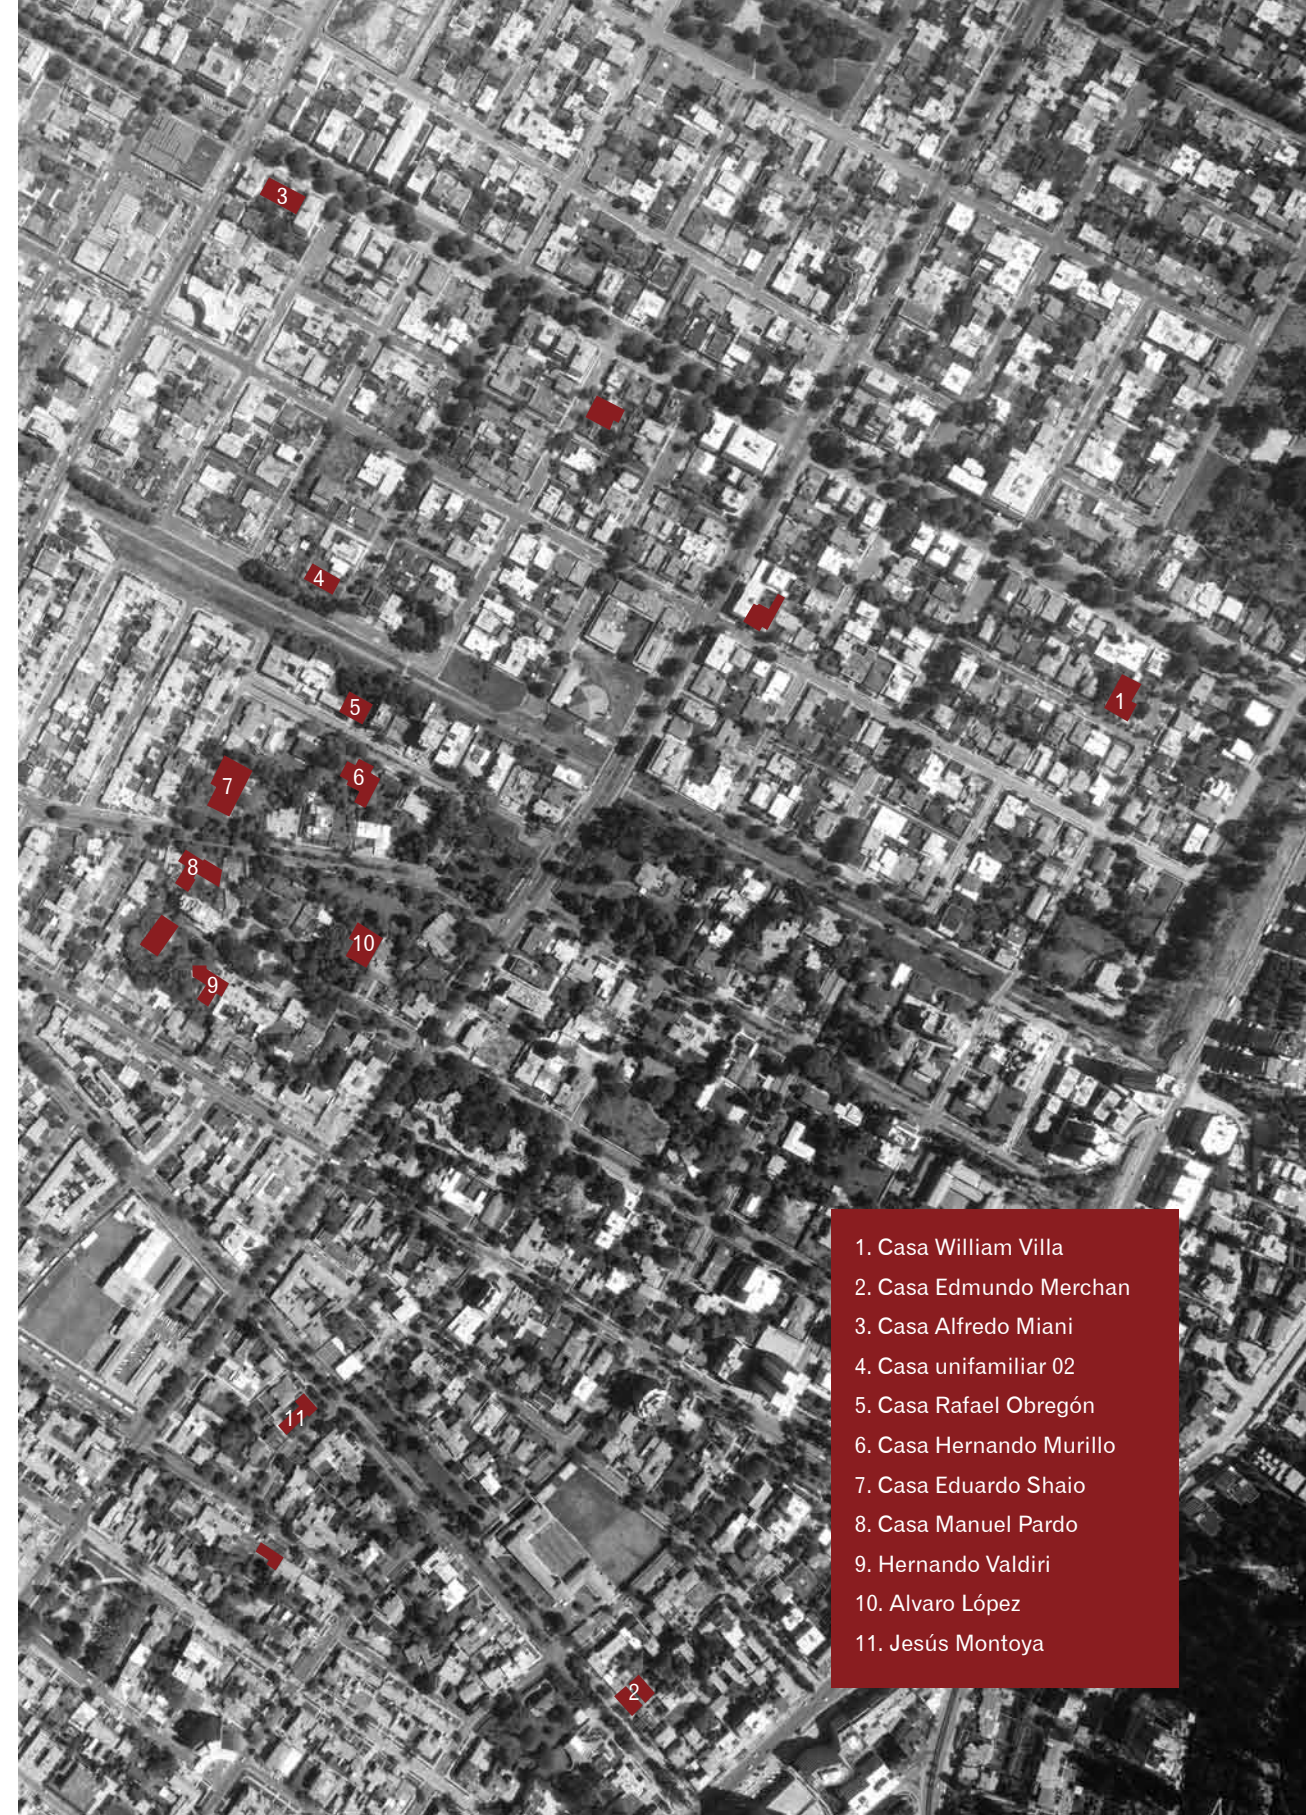 3
4
1
5
6
7
8
10
9
1. Casa William Villa
2. Casa Edmundo Merchan
3. Casa Alfredo Miani
4. Casa unifamiliar 02
5. Casa Rafael Obregón
6. Casa Hernando Murillo
7. Casa Eduardo Shaio
8. Casa Manuel Pardo
9. Hernando Valdiri
10. Alvaro López
11. Jesús Montoya
11
2